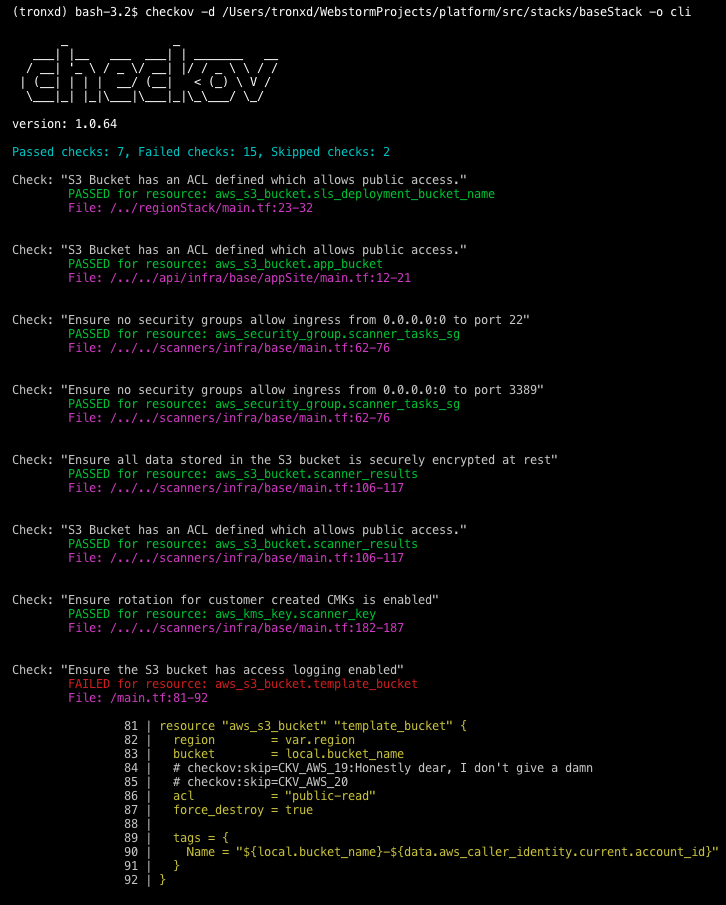 (tronxd) bash-3.2$ checkov -d /Users/tronxd/WebstormProjects/platform/src/stacks/baseStack -o cli
checkov
version: 1.0.64
Passed checks: 7, Failed checks: 15, Skipped checks: 2
Check: "S3 Bucket has an ACL defined which allows public access."
PASSED for resource: aws_s3_bucket.sls_deployment_bucket_name
File: /../regionStack/main.tf:23-32
Check: "S3 Bucket has an ACL defined which allows public access."
PASSED for resource: aws_s3_bucket.app_bucket
File: /../../api/infra/base/appSite/main.tf:12-21
Check: "Ensure no security groups allow ingress from 0.0.0.0:0 to port 22"
PASSED for resource: aws_security_group.scanner_tasks_sg
File: /../../scanners/infra/base/main.tf:62-76
Check: "Ensure no security groups allow ingress from 0.0.0.0:0 to port 3389"
PASSED for resource: aws_security_group.scanner_tasks_sg
File: /../../scanners/infra/base/main.tf:62-76
Check: "Ensure all data stored in the S3 bucket is securely encrypted at rest"
PASSED for resource: aws_s3_bucket.scanner_results
File: /../../scanners/infra/base/main.tf:106-117
Check: "S3 Bucket has an ACL defined which allows public access."
PASSED for resource: aws_s3_bucket.scanner_results
File: /../../scanners/infra/base/main.tf:106-117
Check: "Ensure rotation for customer created CMKs is enabled"
PASSED for resource: aws_kms_key.scanner_key
File: /../../scanners/infra/base/main.tf:182-187
Check: "Ensure the S3 bucket has access logging enabled"
FAILED for resource: aws_s3_bucket.template_bucket
File: /main.tf:81-92
81 | resource "aws_s3_bucket" "template_bucket" {
82 |   region        = var.region
83 |   bucket        = local.bucket_name
84 |   # checkov:skip=CKV_AWS_19:Honestly dear, I don't give a damn
85 |   # checkov:skip=CKV_AWS_20
86 |   acl           = "public-read"
87 |   force_destroy = true
88 |
89 |   tags = {
90 |     Name = "${local.bucket_name}-${data.aws_caller_identity.current.account_id}"
91 |   }
92 | }